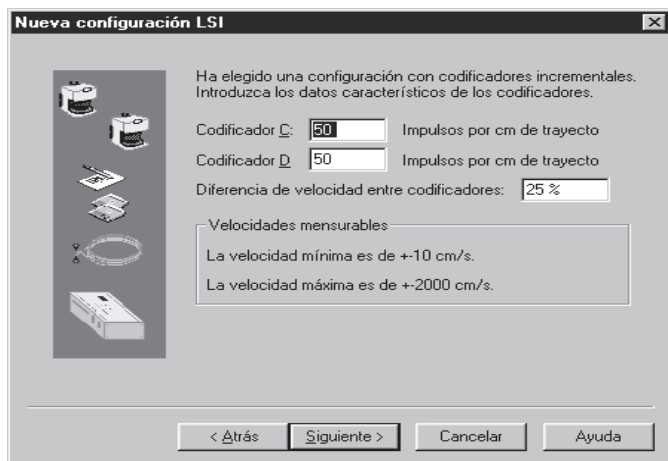 Nueva configuración LSI
Ha elegido una configuración con codificadores incrementales.
Introduzca los datos característicos de los codificadores.
Codificador C: 50 Impulsos por cm de trayecto
Codificador D 50 Impulsos por cm de trayecto
Diferencia de velocidad entre codificadores: 25 %
Velocidades mensurables
La velocidad mínima es de +-10 cm/s.
La velocidad máxima es de +-2000 cm/s.
< Atrás Siguiente > Cancelar Ayuda